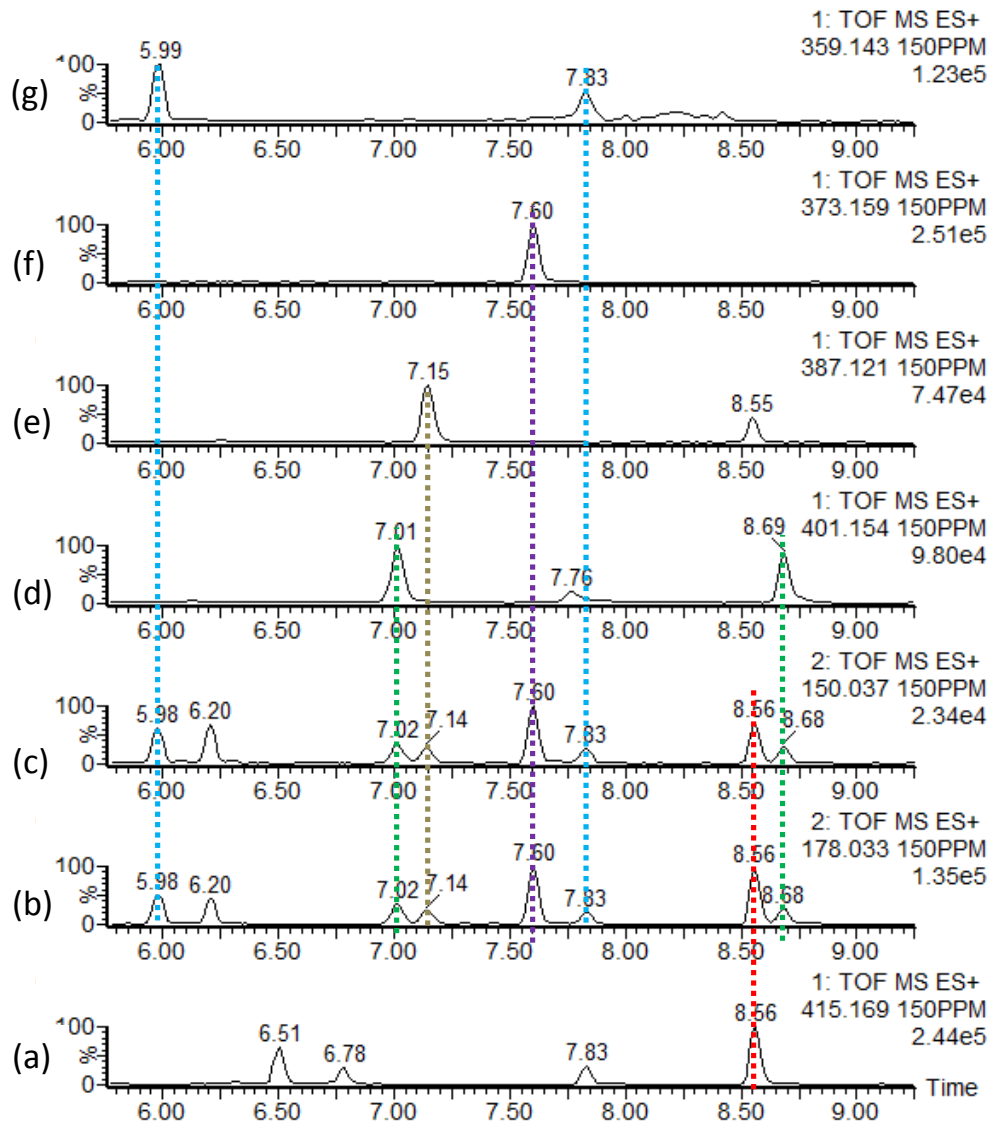 1: TOF MS ES+
359.143 150PPM
1.23e5
(g)
100
%
0
5.99
7.83
6.00 6.50 7.00 7.50 8.00 8.50 9.00
1: TOF MS ES+
373.159 150PPM
2.51e5
(f)
100
%
0
7.60
6.00 6.50 7.00 7.50 8.00 8.50 9.00
1: TOF MS ES+
387.121 150PPM
7.47e4
(e)
100
%
0
7.15
8.55
6.00 6.50 7.00 7.50 8.00 8.50 9.00
1: TOF MS ES+
401.154 150PPM
9.80e4
(d)
100
%
0
7.01
7.76
8.69
6.00 6.50 7.00 7.50 8.00 8.50 9.00
2: TOF MS ES+
150.037 150PPM
2.34e4
(c)
100
%
0
5.98 6.20 7.02 7.14 7.60 7.83 8.56 8.68
6.00 6.50 7.00 7.50 8.00 8.50 9.00
2: TOF MS ES+
178.033 150PPM
1.35e5
(b)
100
%
0
5.98 6.20 7.02 7.14 7.60 7.83 8.56 8.68
6.00 6.50 7.00 7.50 8.00 8.50 9.00
1: TOF MS ES+
415.169 150PPM
2.44e5
(a)
100
%
0
6.51 6.78 7.83 8.56
Time
6.00 6.50 7.00 7.50 8.00 8.50 9.00